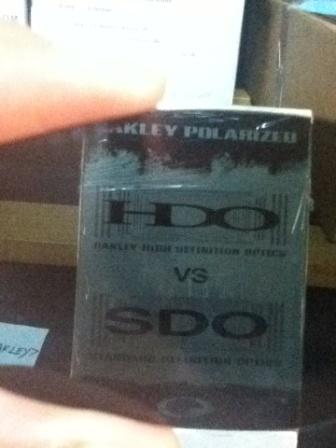 OAKLEY POLARIZED
HDO
OAKLEY HIGH DEFINITION OPTICS
VS
SDO
STANDARD DEFINITION OPTICS